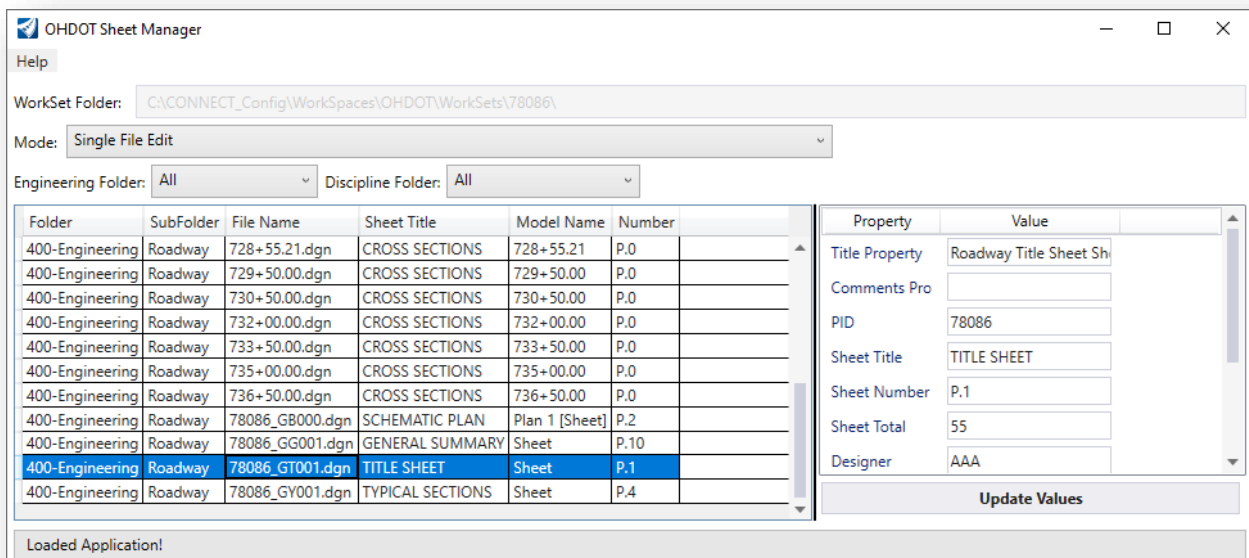 OHDOT Sheet Manager
Help
WorkSet Folder: C:\CONNECT_Config\WorkSpaces\OHDOT\WorkSets\78086\
Mode: Single File Edit
Engineering Folder: All Discipline Folder: All
Folder SubFolder File Name Sheet Title Model Name Number
400-Engineering Roadway 728+55.21.dgn CROSS SECTIONS 728+55.21 P.0
400-Engineering Roadway 729+50.00.dgn CROSS SECTIONS 729+50.00 P.0
400-Engineering Roadway 730+50.00.dgn CROSS SECTIONS 730+50.00 P.0
400-Engineering Roadway 732+00.00.dgn CROSS SECTIONS 732+00.00 P.0
400-Engineering Roadway 733+50.00.dgn CROSS SECTIONS 733+50.00 P.0
400-Engineering Roadway 735+00.00.dgn CROSS SECTIONS 735+00.00 P.0
400-Engineering Roadway 736+50.00.dgn CROSS SECTIONS 736+50.00 P.0
400-Engineering Roadway 78086_GB000.dgn SCHEMATIC PLAN Plan 1 [Sheet] P.2
400-Engineering Roadway 78086_GG001.dgn GENERAL SUMMARY Sheet P.10
400-Engineering Roadway 78086_GT001.dgn TITLE SHEET Sheet P.1
400-Engineering Roadway 78086_GY001.dgn TYPICAL SECTIONS Sheet P.4
Property Value
Title Property Roadway Title Sheet Sh
Comments Pro
PID 78086
Sheet Title TITLE SHEET
Sheet Number P.1
Sheet Total 55
Designer AAA
Update Values
Loaded Application!